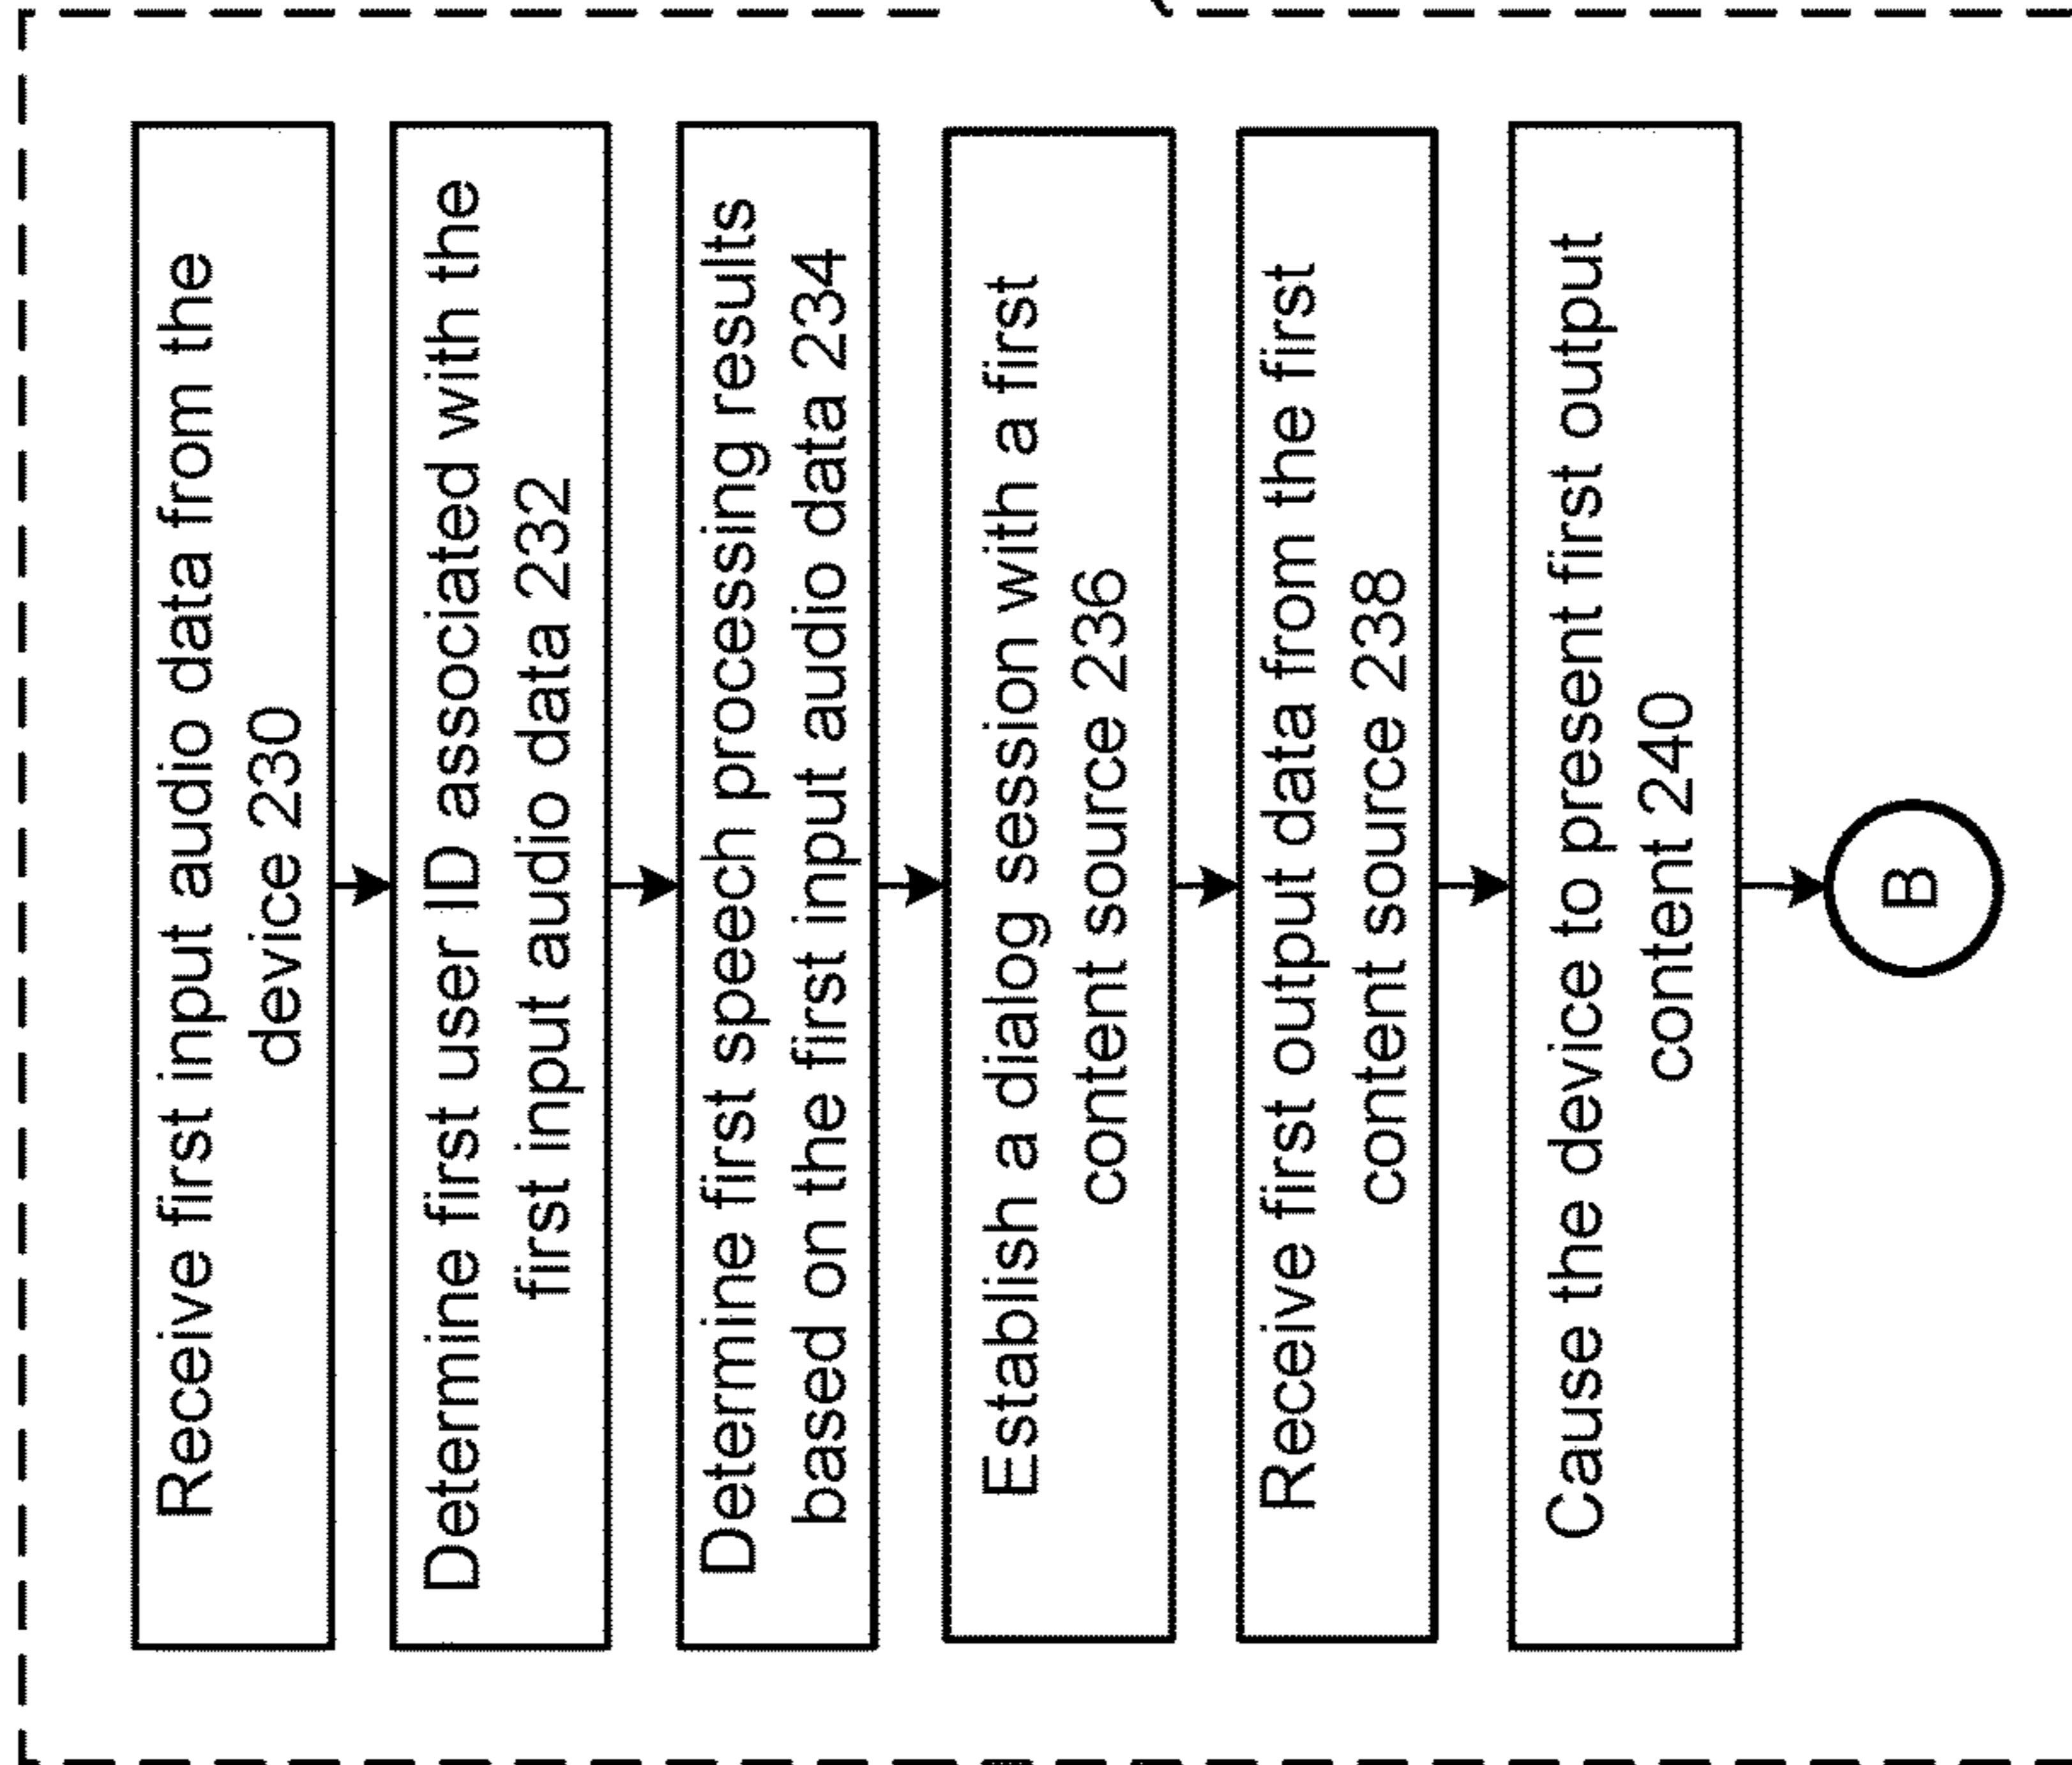 Receive first input audio data from the
device 230
Determine first user ID associated with the
first input audio data 232
Determine first speech processing results
based on the first input audio data 234
Establish a dialog session with a first
content source 236
Receive first output data from the first
content source 238
Cause the device to present first output
content 240
B